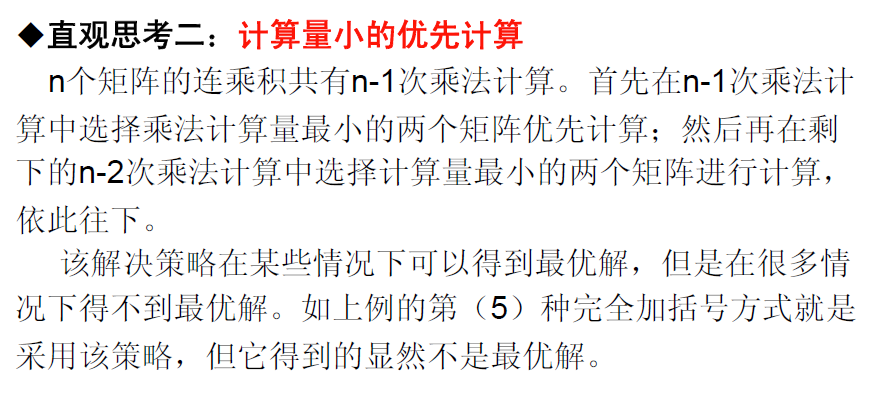 ◆直观思考二：计算量小的优先计算
n个矩阵的连乘积共有n-1次乘法计算。首先在n-1次乘法计
算中选择乘法计算量最小的两个矩阵优先计算；然后再在剩
下的n-2次乘法计算中选择计算量最小的两个矩阵进行计算，
依此往下。
该解决策略在某些情况下可以得到最优解，但是在很多情
况下得不到最优解。如上例的第（5）种完全加括号方式就是
采用该策略，但它得到的显然不是最优解。